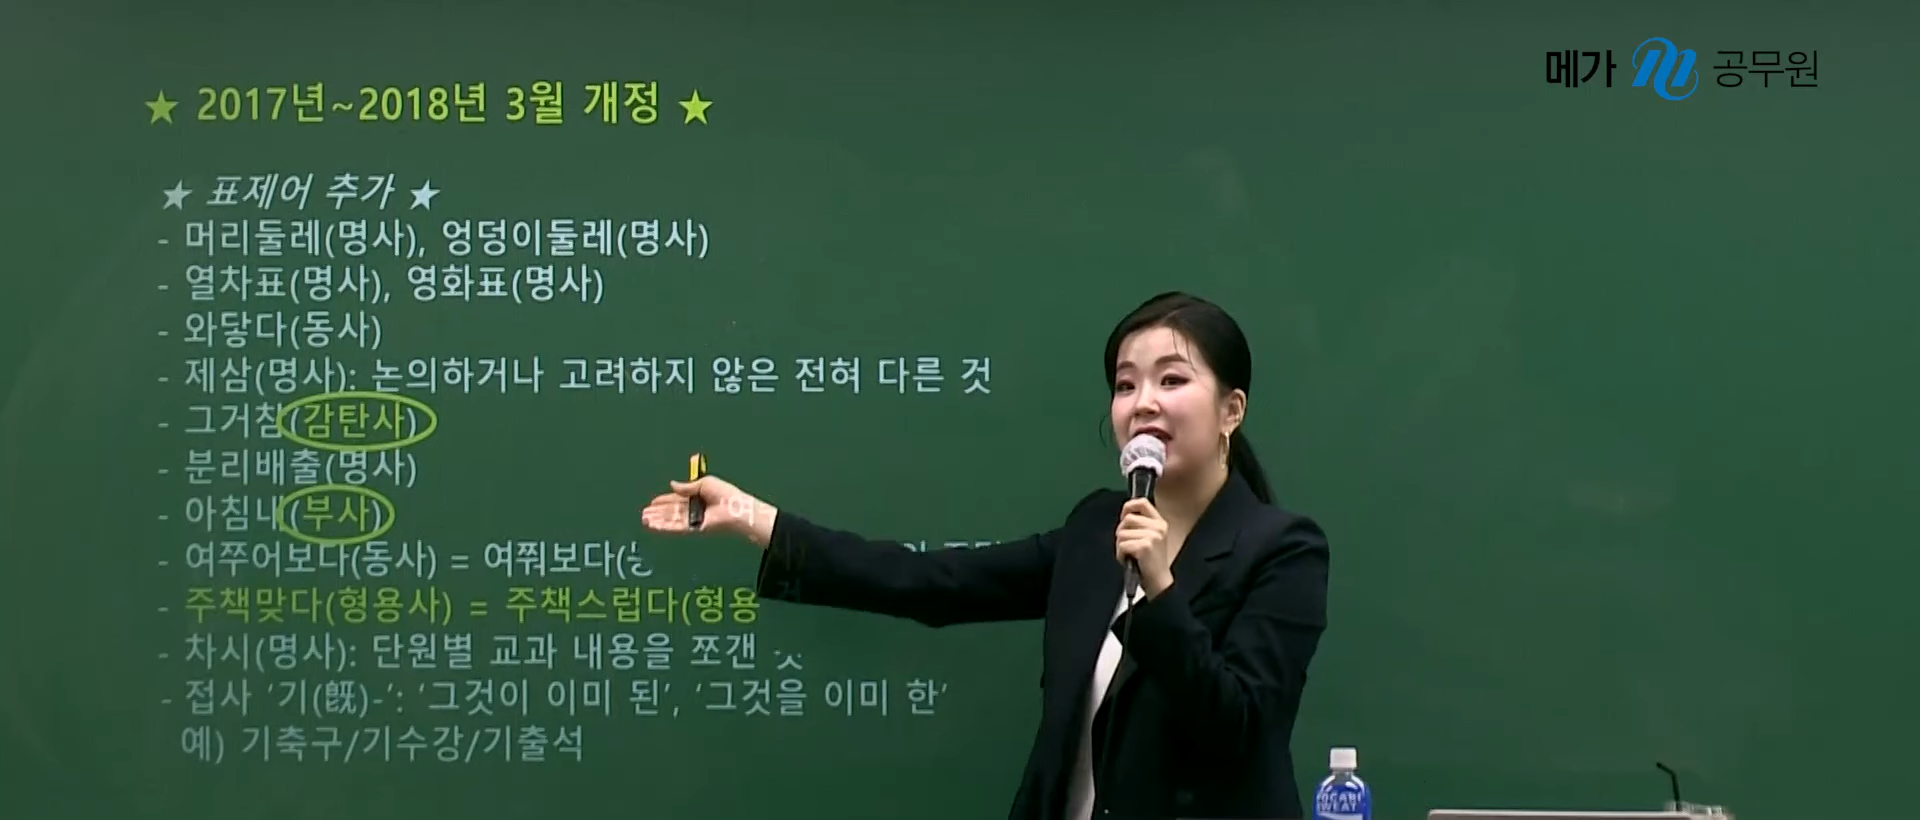 메가 공무원
★ 2017년~2018년 3월 개정 ★
★ 표제어 추가 ★
- 머리둘레(명사), 엉덩이둘레(명사)
- 열차표(명사), 영화표(명사)
- 와닿다(동사)
- 제삼(명사): 논의하거나 고려하지 않은 전혀 다른 것
- 그거참(감탄사)
- 분리배출(명사)
- 아침내(부사)
- 여쭈어보다(동사) = 여쭤보다(
- 주책맞다(형용사) = 주책스럽다(형용
- 차시(명사): 단원별 교과 내용을 쪼갠
- 접사 ‘기(旣)-’: ‘그것이 이미 된’, ‘그것을 이미 한’
예) 기축구/기수강/기출석
POCARI
SWEAT